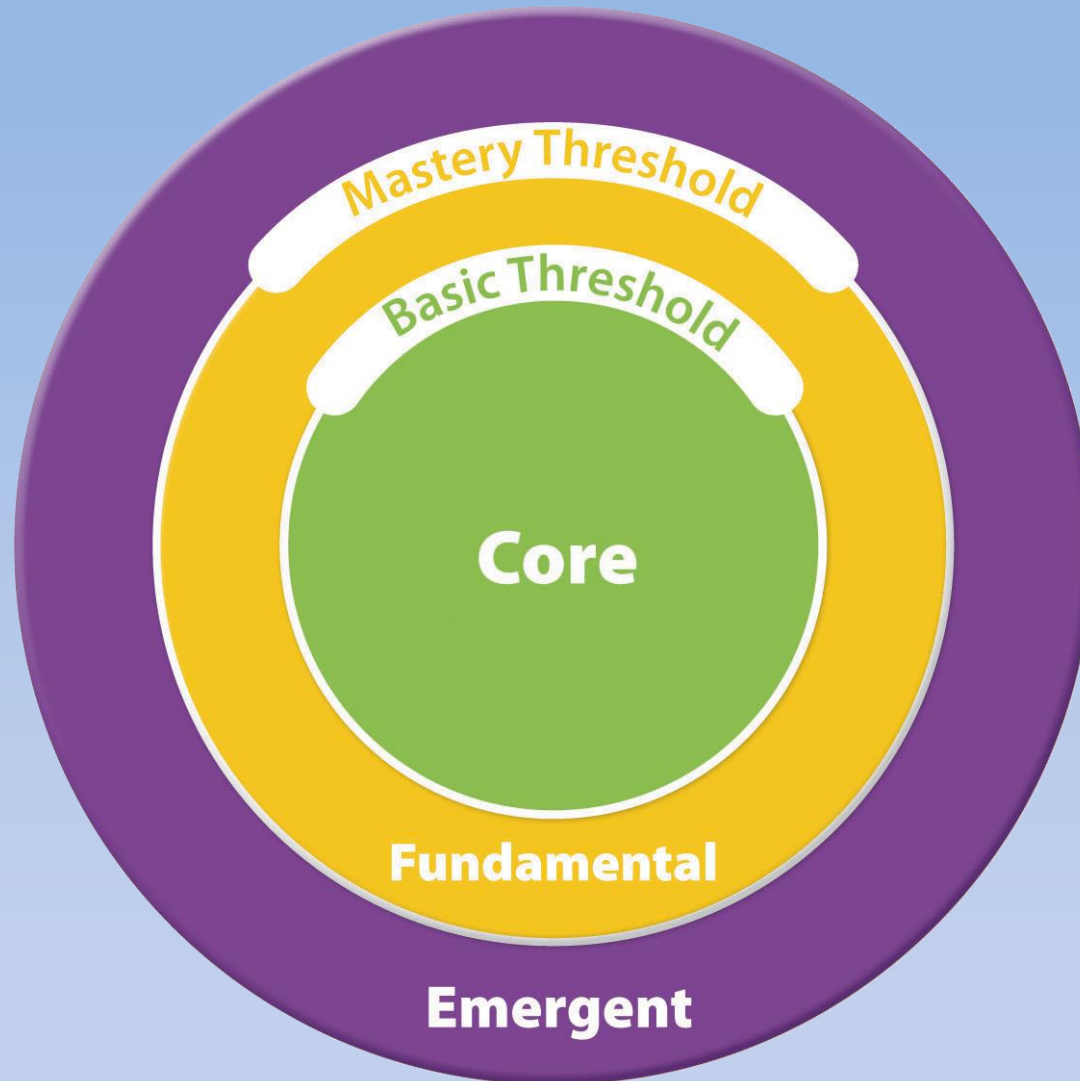 Mastery Threshold
Basic Threshold
Core
Fundamental
Emergent